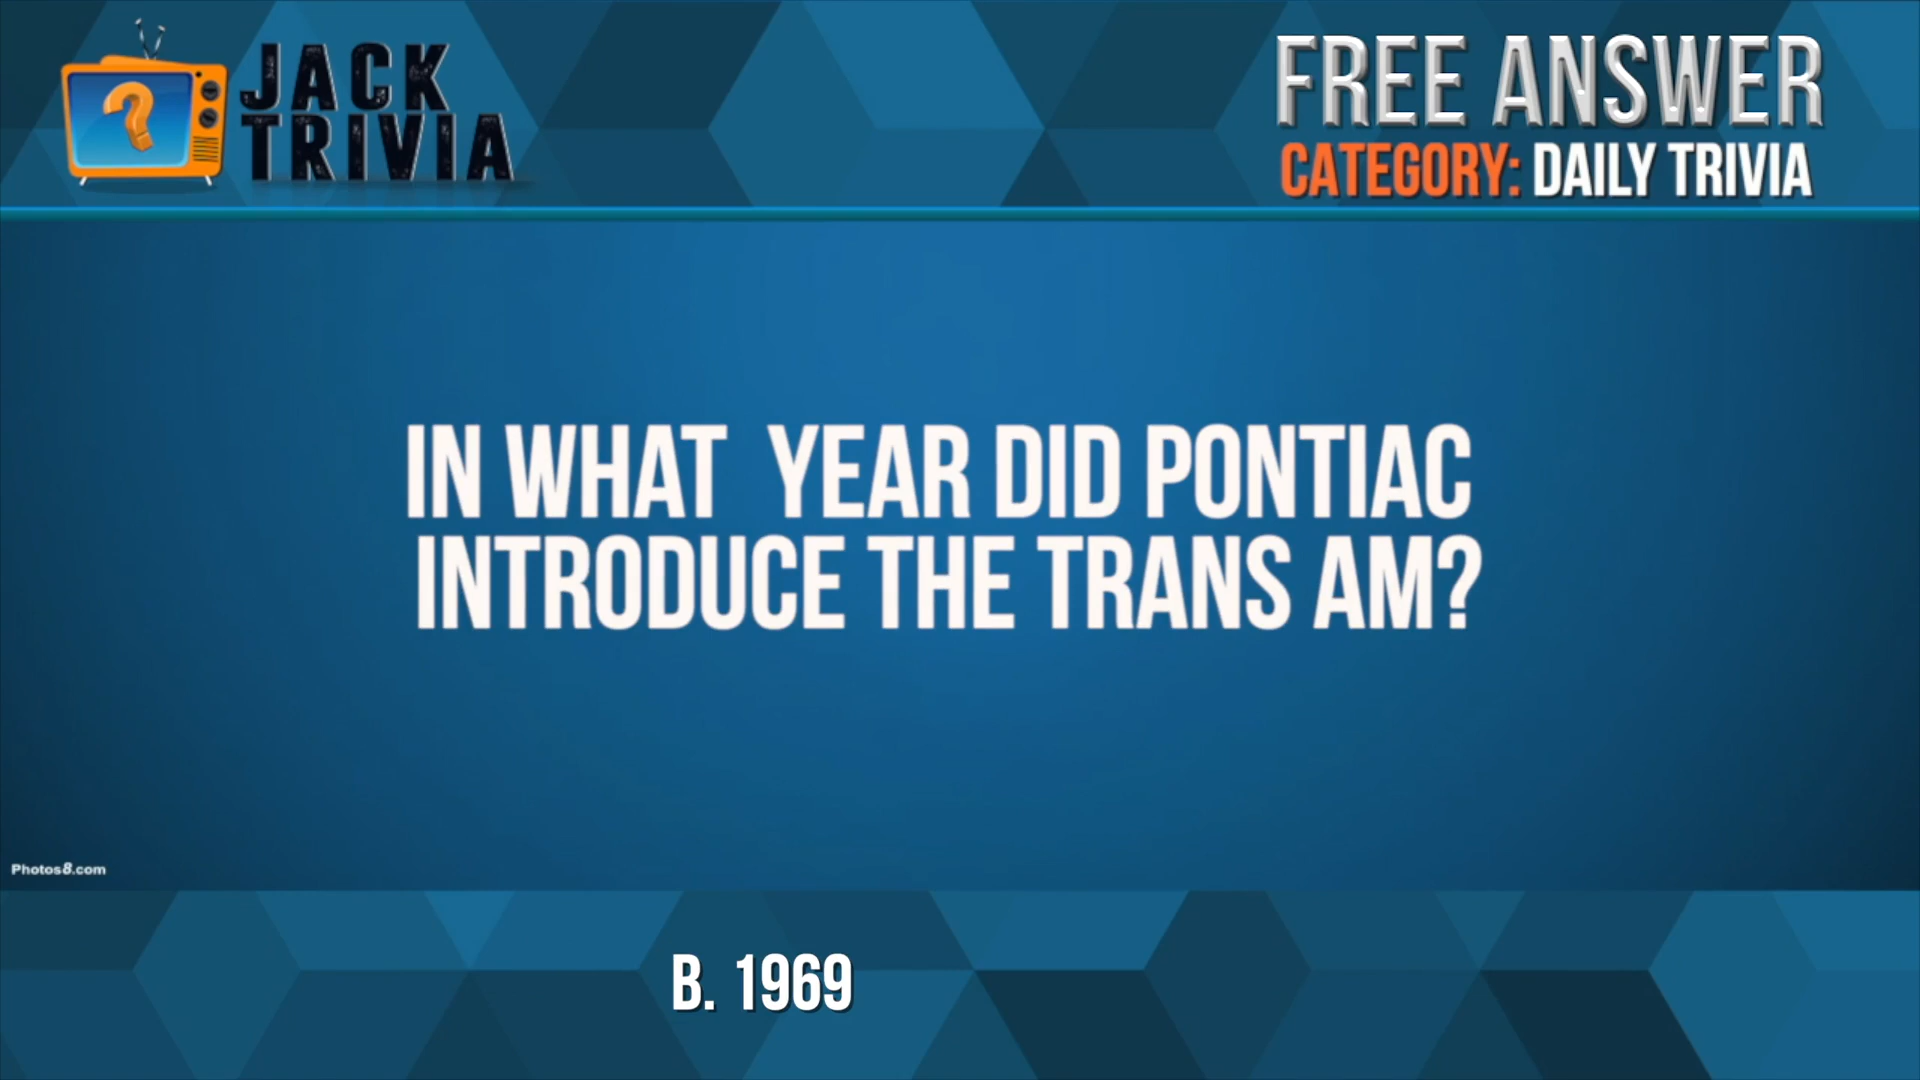 ?
JACK
TRIVIA
FREE ANSWER
CATEGORY: DAILY TRIVIA
IN WHAT  YEAR DID PONTIAC
INTRODUCE THE TRANS AM?
Photos8.com
B. 1969